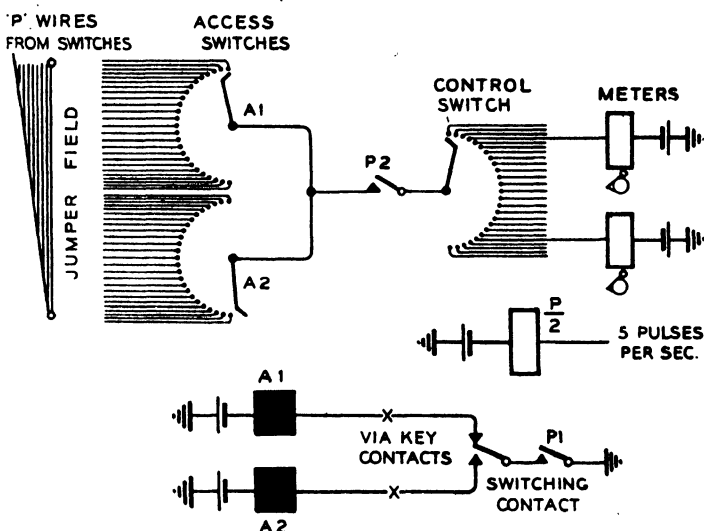 'P' WIRES
FROM SWITCHES
ACCESS
SWITCHES
JUMPER FIELD
A1
A2
P2
CONTROL
SWITCH
METERS
P
2
5 PULSES
PER SEC.
A1
VIA KEY
CONTACTS
P1
SWITCHING
CONTACT
A2